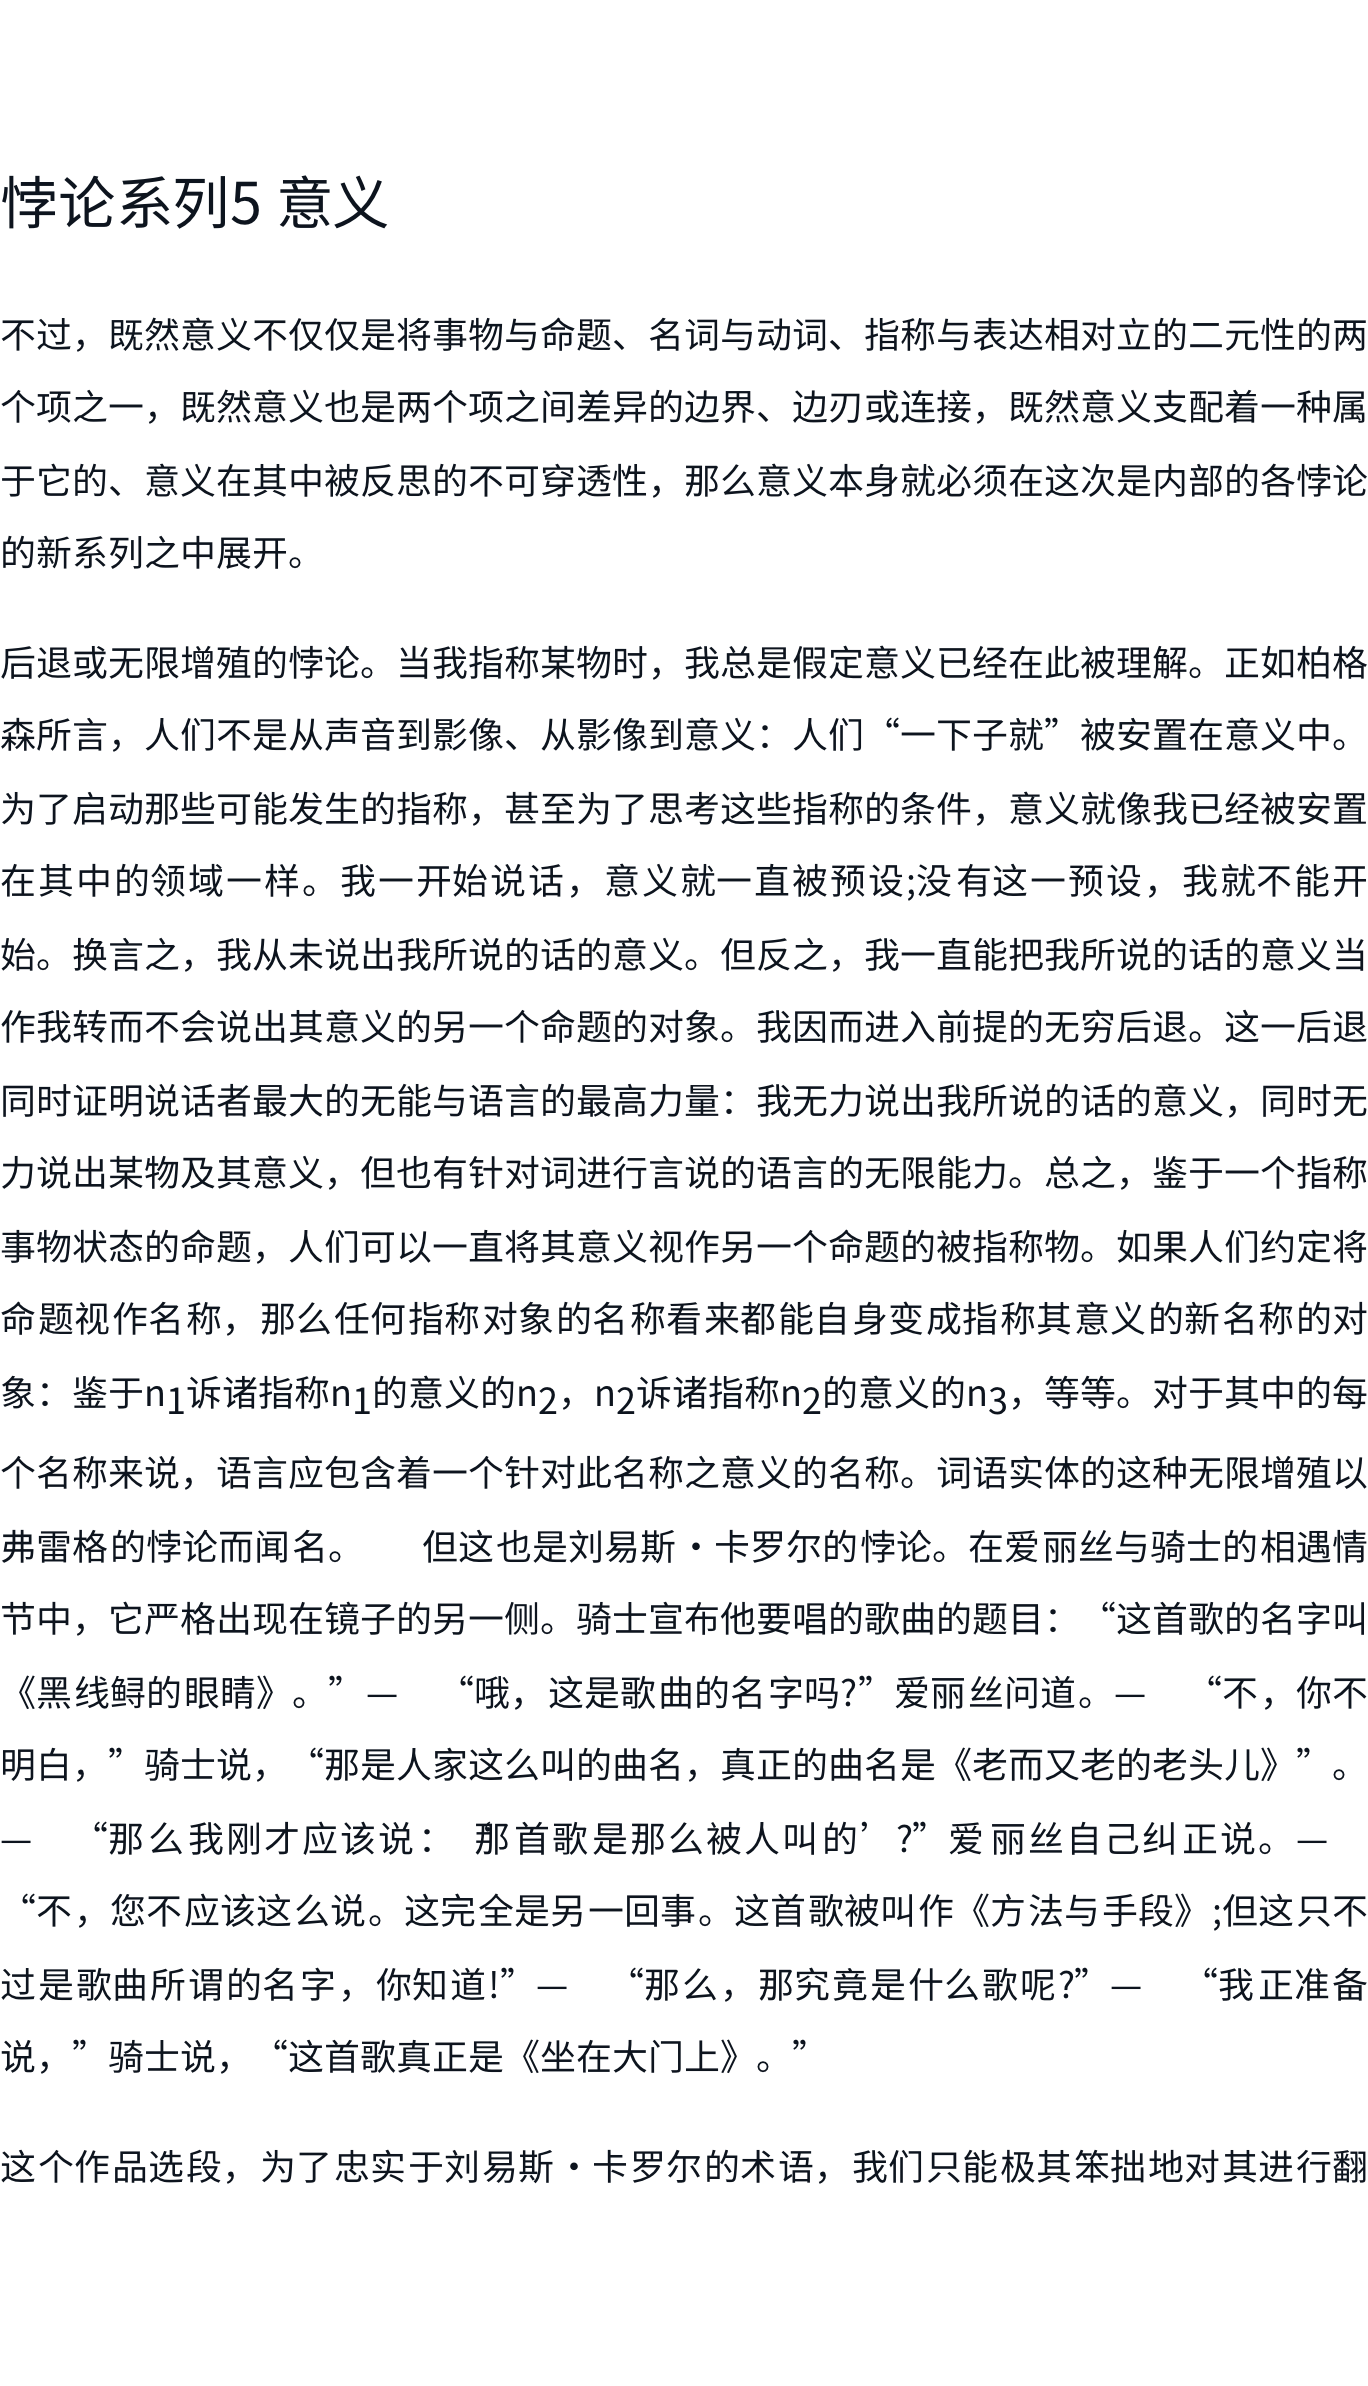 悖论系列5 意义
不过，既然意义不仅仅是将事物与命题、名词与动词、指称与表达相对立的二元性的两
个项之一，既然意义也是两个项之间差异的边界、边刃或连接，既然意义支配着一种属
于它的、意义在其中被反思的不可穿透性，那么意义本身就必须在这次是内部的各悖论
的新系列之中展开。
后退或无限增殖的悖论。当我指称某物时，我总是假定意义已经在此被理解。正如柏格
森所言，人们不是从声音到影像、从影像到意义：人们“一下子就”被安置在意义中。
为了启动那些可能发生的指称，甚至为了思考这些指称的条件，意义就像我已经被安置
在其中的领域一样。我一开始说话，意义就一直被预设;没有这一预设，我就不能开
始。换言之，我从未说出我所说的话的意义。但反之，我一直能把我所说的话的意义当
作我转而不会说出其意义的另一个命题的对象。我因而进入前提的无穷后退。这一后退
同时证明说话者最大的无能与语言的最高力量：我无力说出我所说的话的意义，同时无
力说出某物及其意义，但也有针对词进行言说的语言的无限能力。总之，鉴于一个指称
事物状态的命题，人们可以一直将其意义视作另一个命题的被指称物。如果人们约定将
命题视作名称，那么任何指称对象的名称看来都能自身变成指称其意义的新名称的对
象：鉴于n1诉诸指称n1的意义的n2，n2诉诸指称n2的意义的n3，等等。对于其中的每
个名称来说，语言应包含着一个针对此名称之意义的名称。词语实体的这种无限增殖以
弗雷格的悖论而闻名。 但这也是刘易斯·卡罗尔的悖论。在爱丽丝与骑士的相遇情
节中，它严格出现在镜子的另一侧。骑士宣布他要唱的歌曲的题目：“这首歌的名字叫
《黑线鲟的眼睛》。”— “哦，这是歌曲的名字吗?”爱丽丝问道。— “不，你不
明白，”骑士说，“那是人家这么叫的曲名，真正的曲名是《老而又老的老头儿》”。
— “那么我刚才应该说：‘那首歌是那么被人叫的’?”爱丽丝自己纠正说。—
“不，您不应该这么说。这完全是另一回事。这首歌被叫作《方法与手段》;但这只不
过是歌曲所谓的名字，你知道!”— “那么，那究竟是什么歌呢?”— “我正准备
说，”骑士说，“这首歌真正是《坐在大门上》。”
这个作品选段，为了忠实于刘易斯·卡罗尔的术语，我们只能极其笨拙地对其进行翻